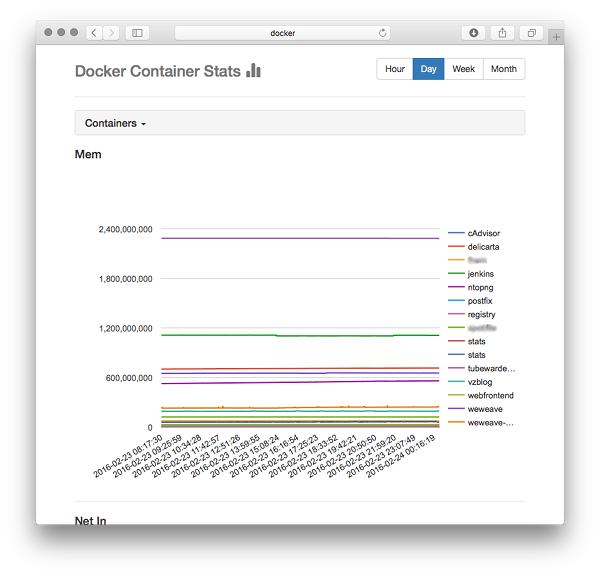 docker
Docker Container Stats
Hour Day Week Month
Containers
Mem
2,400,000,000
1,800,000,000
1,200,000,000
600,000,000
0
cAdvisor
delicarta
jenkins
ntopng
postfix
registry
stats
stats
tubewarde...
vzblog
webfrontend
weweave
weweave-...
2016-02-23 08:17:30
2016-02-23 09:25:59
2016-02-23 10:34:28
2016-02-23 11:42:57
2016-02-23 12:51:26
2016-02-23 13:59:55
2016-02-23 15:08:24
2016-02-23 16:16:54
2016-02-23 17:25:23
2016-02-23 18:33:52
2016-02-23 19:42:21
2016-02-23 20:50:50
2016-02-23 21:59:20
2016-02-23 23:07:49
2016-02-24 00:16:19
Net In